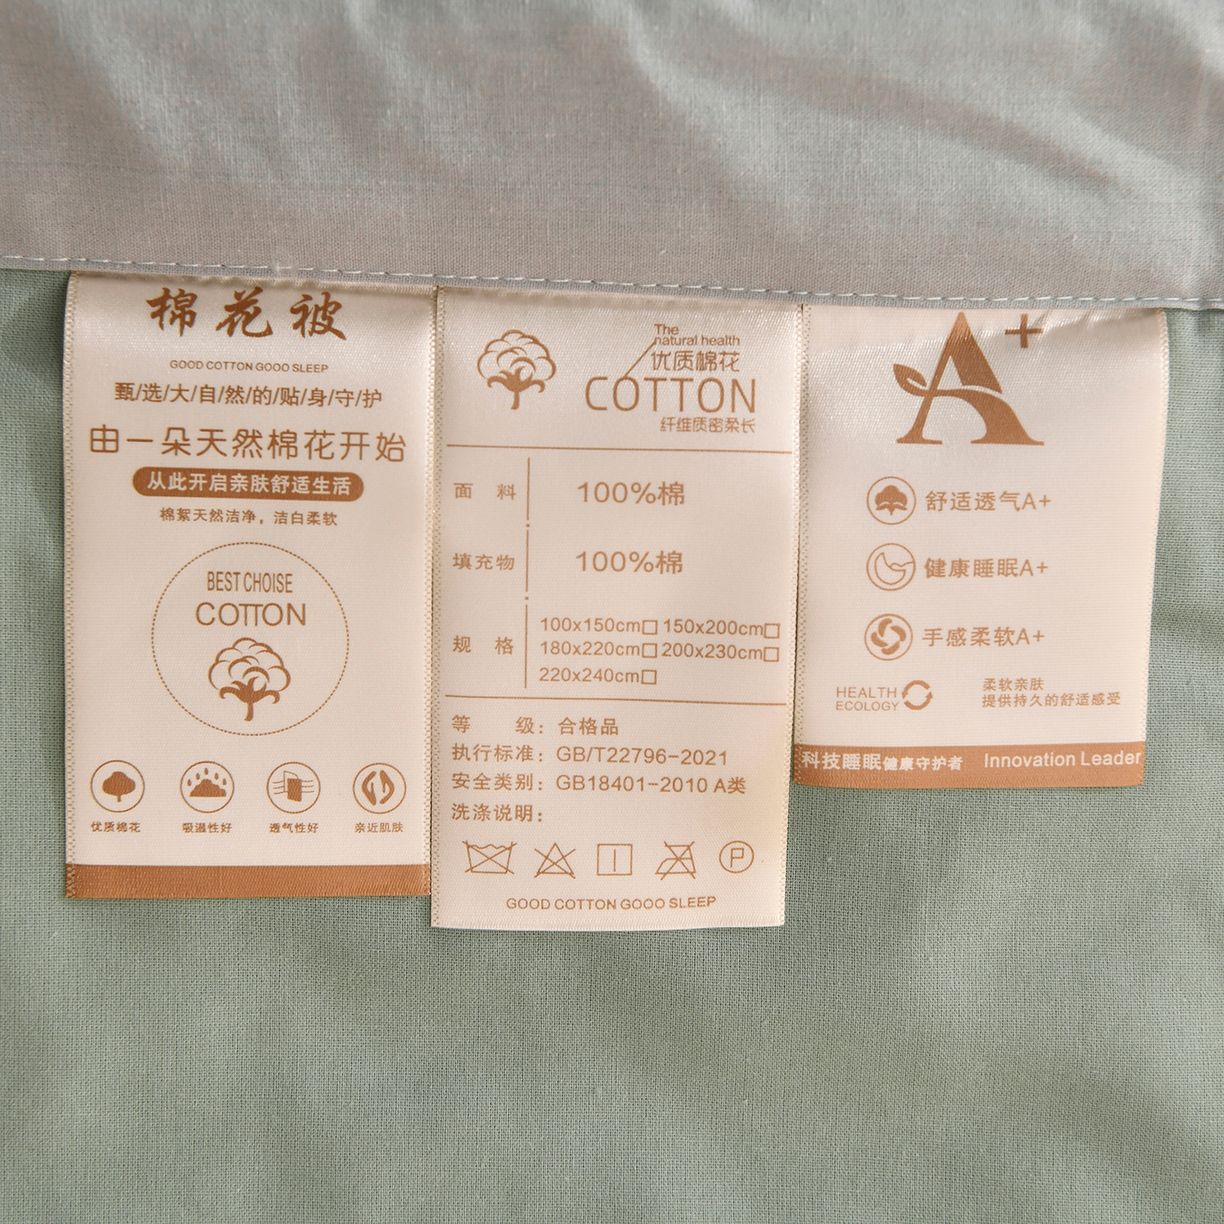 棉花被
GOOD COTTON GOOO SLEEP
甄/选/大/自/然/的/贴/身/守/护
由一朵天然棉花开始
从此开启亲肤舒适生活
棉絮天然洁净，洁白柔软
BEST CHOISE
COTTON
优质棉花 吸温性好 透气性好 亲近肌肤
The
natural health
优质棉花
COTTON
纤维质密柔长
面 料 100%棉
填充物 100%棉
规 格
100x150cm□ 150x200cm□
180x220cm□ 200x230cm□
220x240cm□
等 级：合格品
执行标准：GB/T22796-2021
安全类别：GB18401-2010 A类
洗涤说明：
P
GOOD COTTON GOOO SLEEP
A+
舒适透气A+
健康睡眠A+
手感柔软A+
HEALTH
ECOLOGY
柔软亲肤
提供持久的舒适感受
科技睡眠健康守护者 Innovation Leader